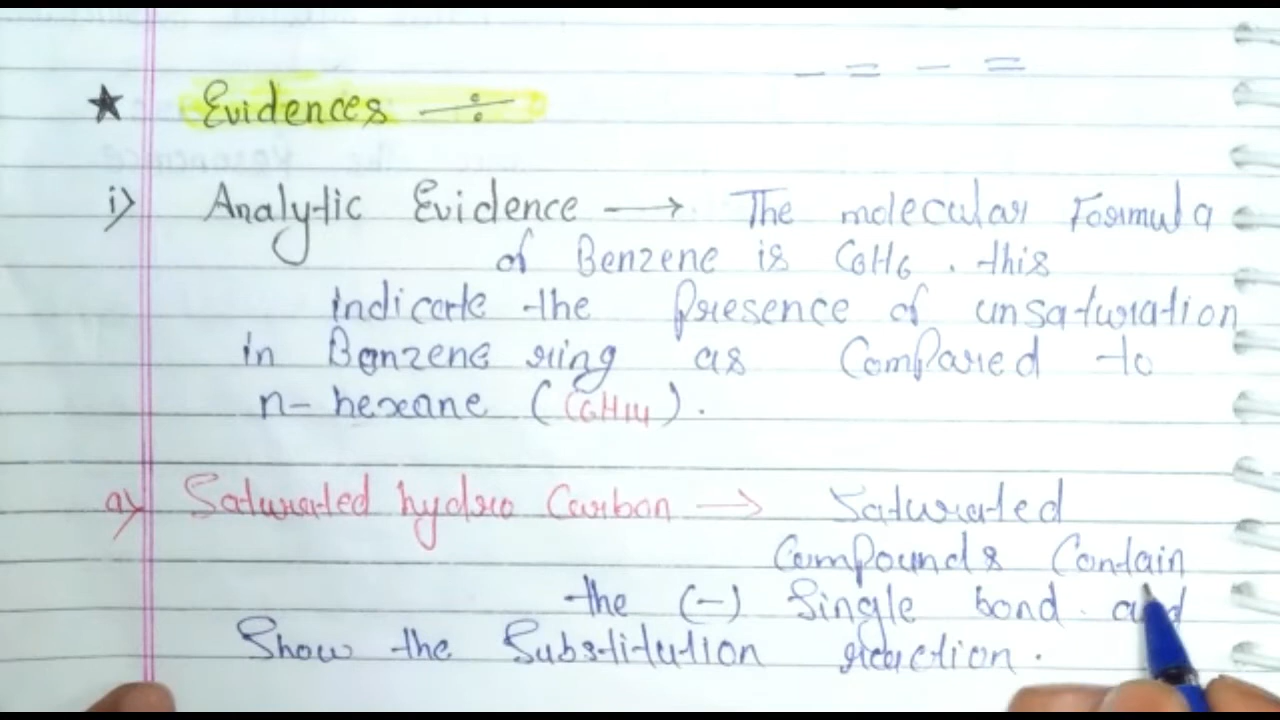 - = - =
★ Evidences ÷
i) Analytic Evidence → The molecular Formula
of Benzene is C6H6 . this
indicate the Presence of unsaturation
in Benzene ring as Compared to
n-hexane (C6H14).
a) Saturated hydro Carbon → Saturated
Compounds Contain
the (-) Single bond and
Show the Substitution reaction.